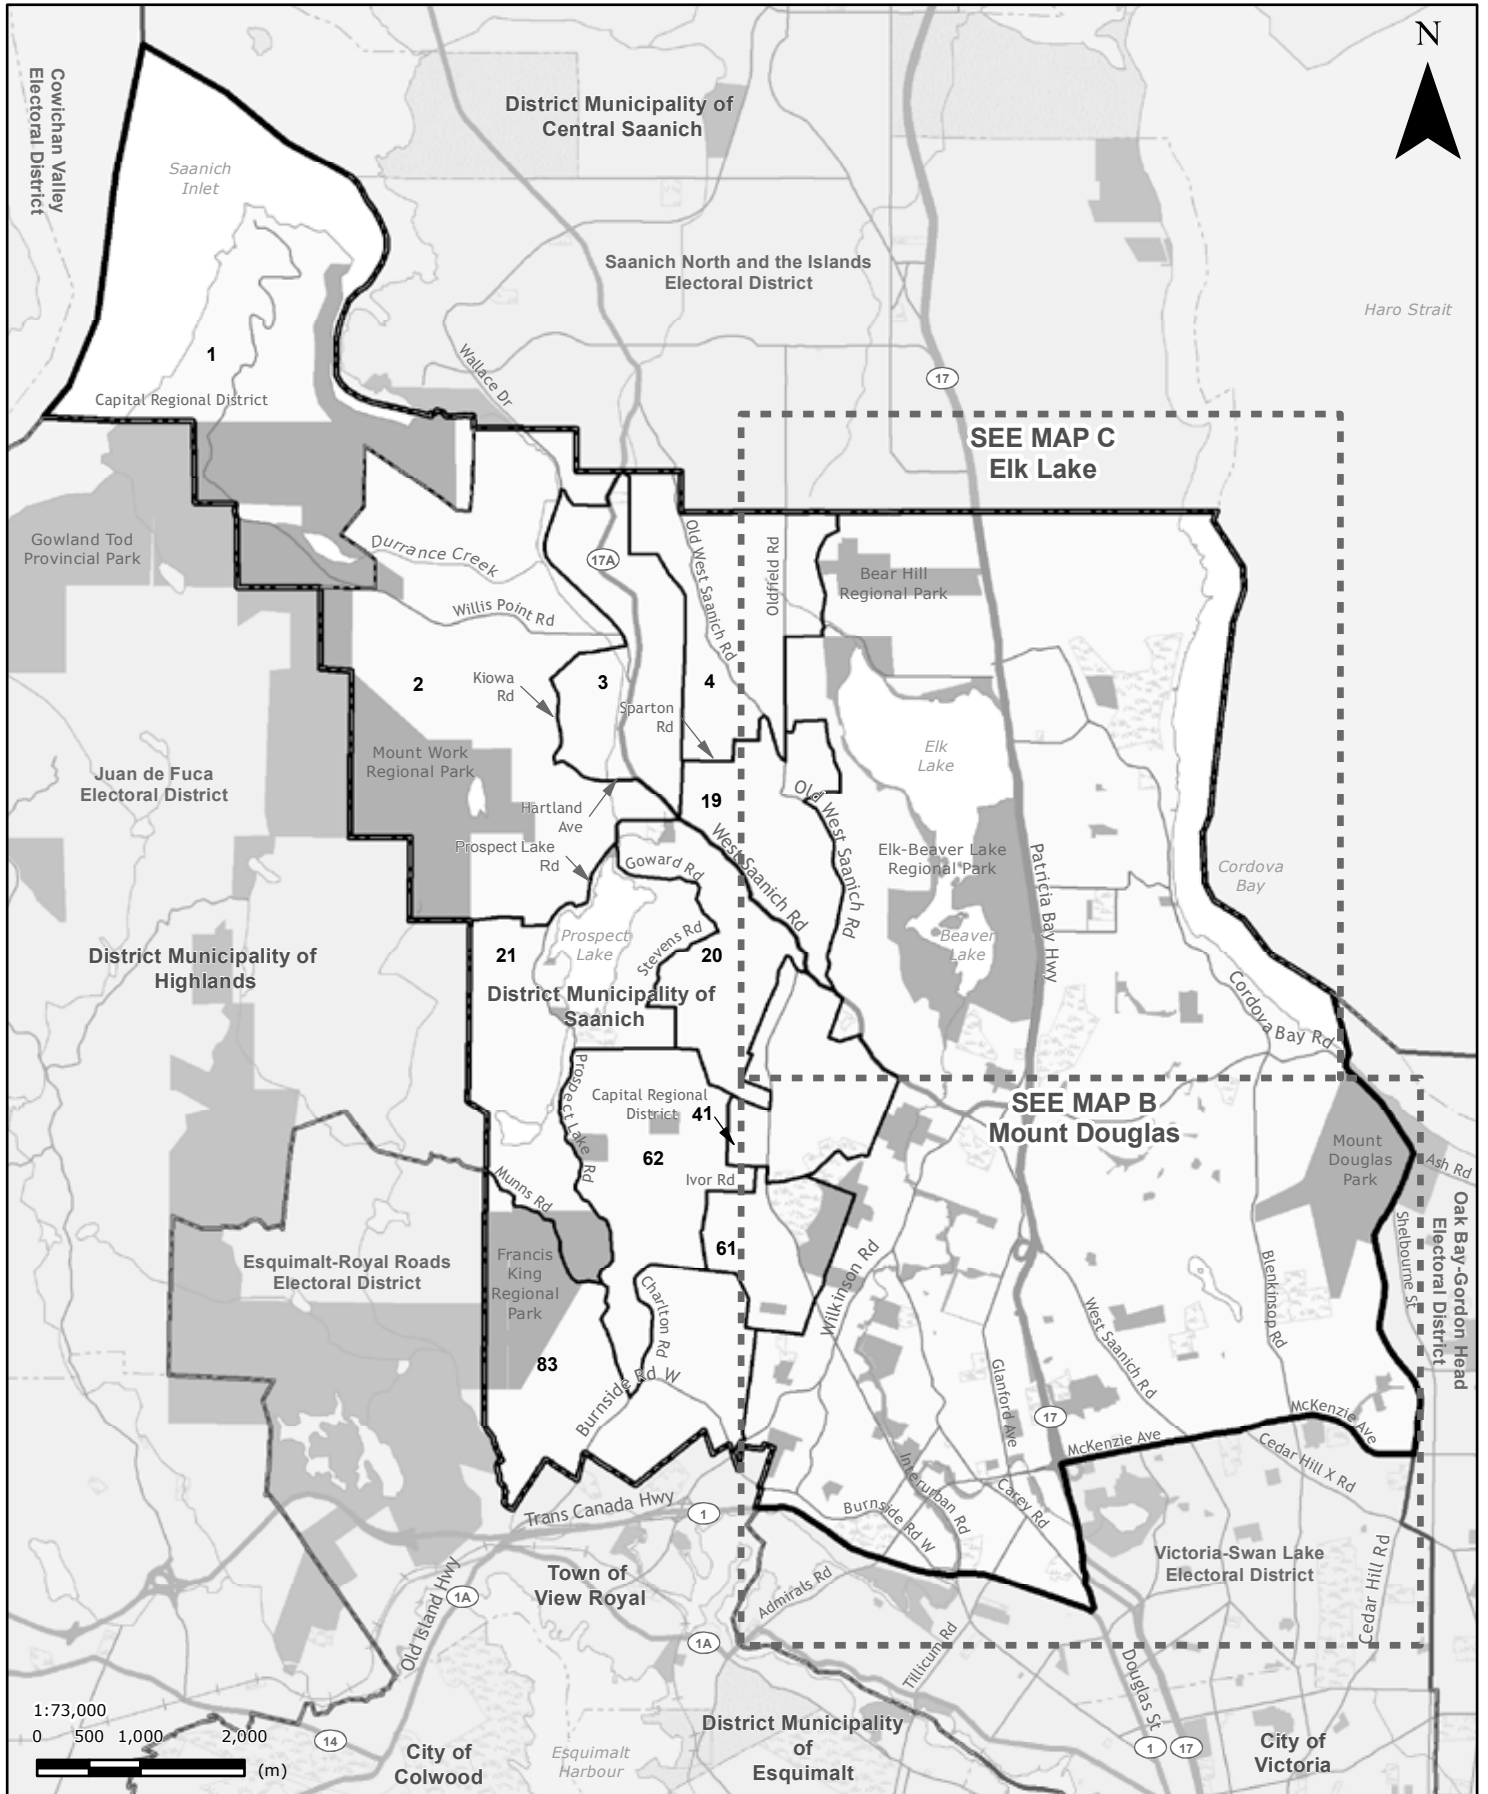 N
Cowichan Valley
Electoral District
District Municipality of
Central Saanich
Saanich
Inlet
Saanich North and the Islands
Electoral District
Haro Strait
1
Capital Regional District
Wallace Dr
17
SEE MAP C
Elk Lake
Gowland Tod
Provincial Park
Durrance Creek
17A
Old West Saanich Rd
Oldfield Rd
Bear Hill
Regional Park
Willis Point Rd
2
Kiowa
Rd
3
4
Sparton
Rd
Elk
Lake
Mount Work
Regional Park
Juan de Fuca
Electoral District
Hartland
Ave
19
Old West Saanich Rd
West Saanich Rd
Prospect Lake
Rd
Goward Rd
Elk-Beaver Lake
Regional Park
Patricia Bay Hwy
Cordova
Bay
District Municipality of
Highlands
21
Prospect
Lake
Stevens Rd
20
Beaver
Lake
District Municipality of
Saanich
Cordova Bay Rd
Prospect Lake Rd
Capital Regional
District
41
SEE MAP B
Mount Douglas
Mount
Douglas
Park
Ash Rd
62
Munns Rd
Ivor Rd
Shelbourne St
Oak Bay-Gordon Head
Electoral District
Esquimalt-Royal Roads
Electoral District
Francis
King
Regional
Park
61
Charlton Rd
Wilkinson Rd
Blenkinsop Rd
West Saanich Rd
83
Burnside Rd W
Glanford Ave
17
McKenzie Ave
McKenzie Ave
Cedar Hill X Rd
Interurban Rd
Carey Rd
Trans Canada Hwy
1
Burnside Rd W
Victoria-Swan Lake
Electoral District
Cedar Hill Rd
Old Island Hwy
1A
Town of
View Royal
Admirals Rd
1A
Tillicum Rd
Douglas St
1:73,000
0 500 1,000 2,000
(m)
14
City of
Colwood
Esquimalt
Harbour
District Municipality
of
Esquimalt
1
17
City of
Victoria